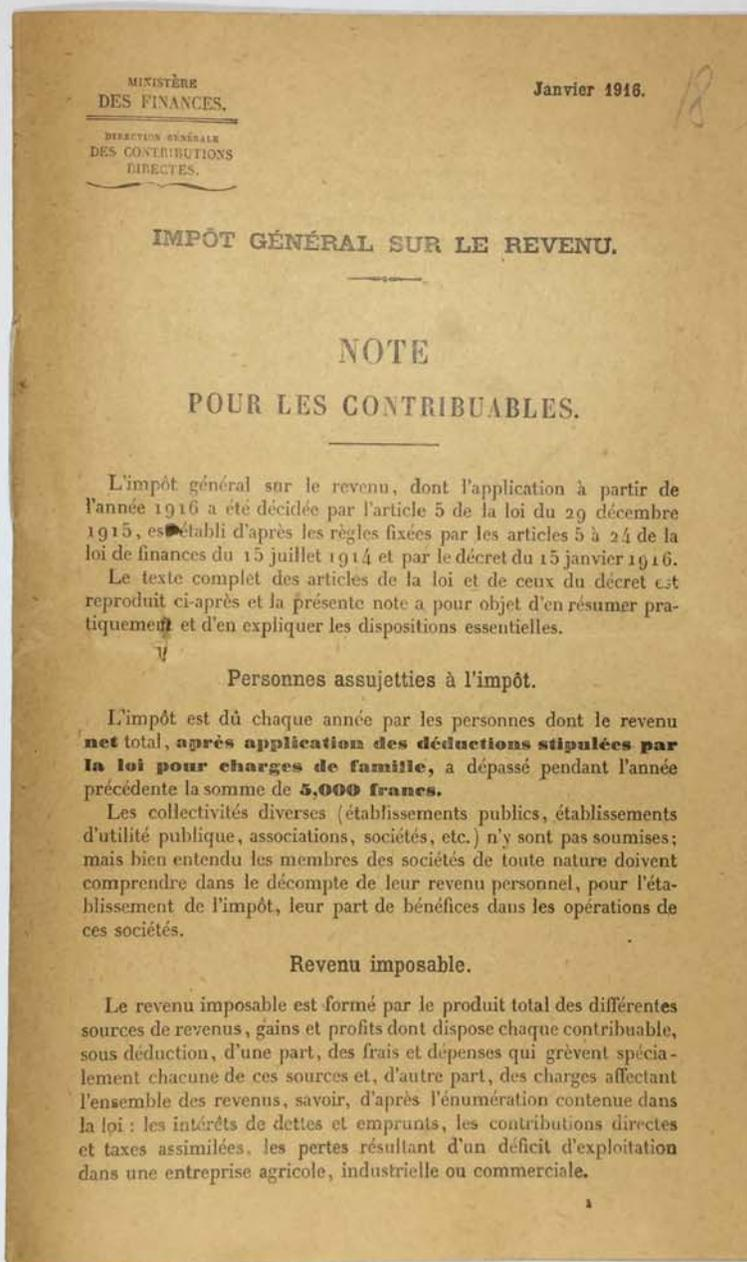 MINISTÈRE
DES FINANCES.
DIRECTION GÉNÉRALE
DES CONTRIBUTIONS
DIRECTES.
Janvier 1916.
18
IMPÔT GÉNÉRAL SUR LE REVENU.
NOTE
POUR LES CONTRIBUABLES.
L'impôt général sur le revenu, dont l'application à partir de
l'année 1916 a été décidée par l'article 5 de la loi du 29 décembre
1915, est établi d'après les règles fixées par les articles 5 à 24 de la
loi de finances du 15 juillet 1914 et par le décret du 15 janvier 1916.
Le texte complet des articles de la loi et de ceux du décret est
reproduit ci-après et la présente note a pour objet d'en résumer pra-
tiquement et d'en expliquer les dispositions essentielles.
Personnes assujetties à l'impôt.
L'impôt est dû chaque année par les personnes dont le revenu
net total, après application des déductions stipulées par
la loi pour charges de famille, a dépassé pendant l'année
précédente la somme de 5,000 francs.
Les collectivités diverses (établissements publics, établissements
d'utilité publique, associations, sociétés, etc.) n'y sont pas soumises;
mais bien entendu les membres des sociétés de toute nature doivent
comprendre dans le décompte de leur revenu personnel, pour l'éta-
blissement de l'impôt, leur part de bénéfices dans les opérations de
ces sociétés.
Revenu imposable.
Le revenu imposable est formé par le produit total des différentes
sources de revenus, gains et profits dont dispose chaque contribuable,
sous déduction, d'une part, des frais et dépenses qui grèvent spécia-
lement chacune de ces sources et, d'autre part, des charges affectant
l'ensemble des revenus, savoir, d'après l'énumération contenue dans
la loi : les intérêts de dettes et emprunts, les contributions directes
et taxes assimilées, les pertes résultant d'un déficit d'exploitation
dans une entreprise agricole, industrielle ou commerciale.